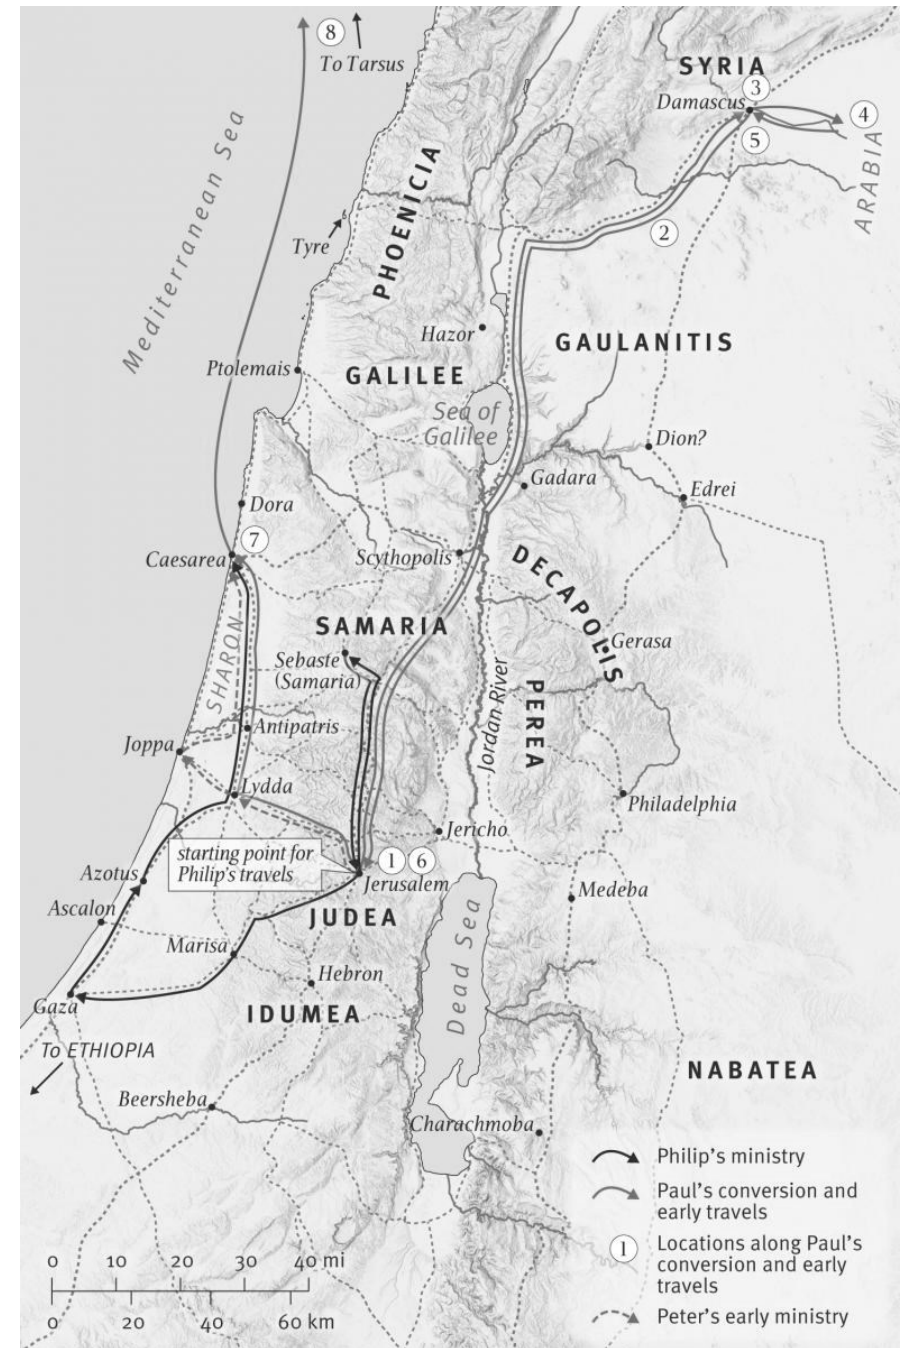 8
To Tarsus
SYRIA
3
Damascus
4
5
ARABIA
Mediterranean Sea
PHOENICIA
Tyre
2
Hazor
GAULANITIS
Ptolemais
GALILEE
Sea of
Galilee
Dion?
Gadara
Edrei
Dora
7
Caesarea
Scythopolis
DECAPOLIS
SAMARIA
Gerasa
SHARON
Sebaste
(Samaria)
Jordan River
PEREA
Antipatris
Joppa
Lydda
Philadelphia
Jericho
starting point for
Philip's travels
1
6
Azotus
Jerusalem
Medeba
Ascalon
JUDEA
Dead Sea
Marisa
Hebron
Gaza
IDUMEA
To ETHIOPIA
NABATEA
Beersheba
Charachmoba
Philip's ministry
Paul's conversion and
early travels
1
Locations along Paul's
conversion and early
travels
Peter's early ministry
0 10 20 30 40 mi
0 20 40 60 km